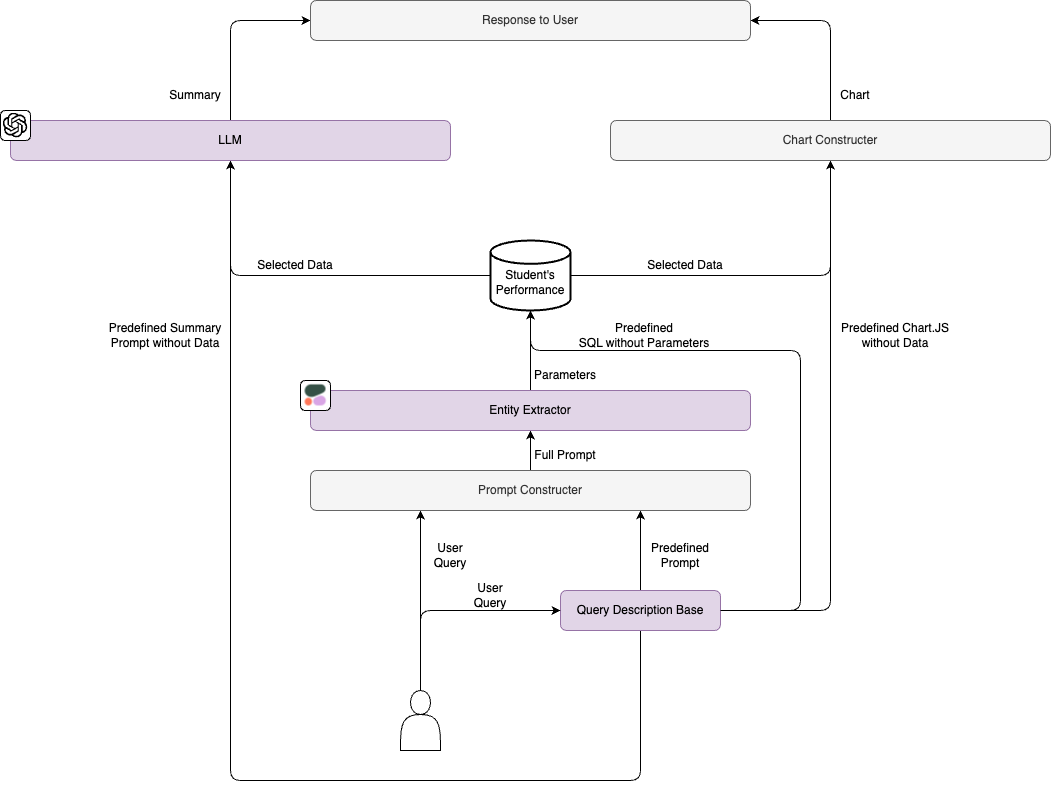 Response to User
Summary
Chart
LLM
Chart Constructer
Selected Data
Selected Data
Student's
Performance
Predefined Summary
Prompt without Data
Predefined
SQL without Parameters
Predefined Chart.JS
without Data
Parameters
Entity Extractor
Full Prompt
Prompt Constructer
User
Query
Predefined
Prompt
User
Query
Query Description Base